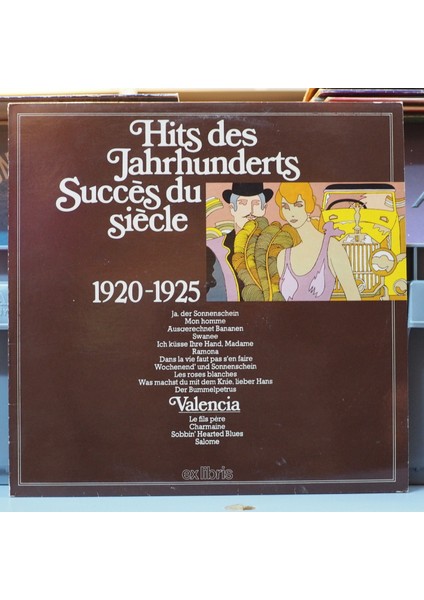 Hits des
Jahrhunderts
Succès du
siècle
1920-1925
Ja, der Sonnenschein
Mon homme
Ausgerechnet Bananen
Swanee
Ich küsse Ihre Hand, Madame
Ramona
Dans la vie faut pas s'en faire
Wochenend' und Sonnenschein
Les roses blanches
Was machst du mit dem Knie, lieber Hans
Der Bummelpetrus
Valencia
Le fils père
Charmaine
Sobbin' Hearted Blues
Salome
ex libris